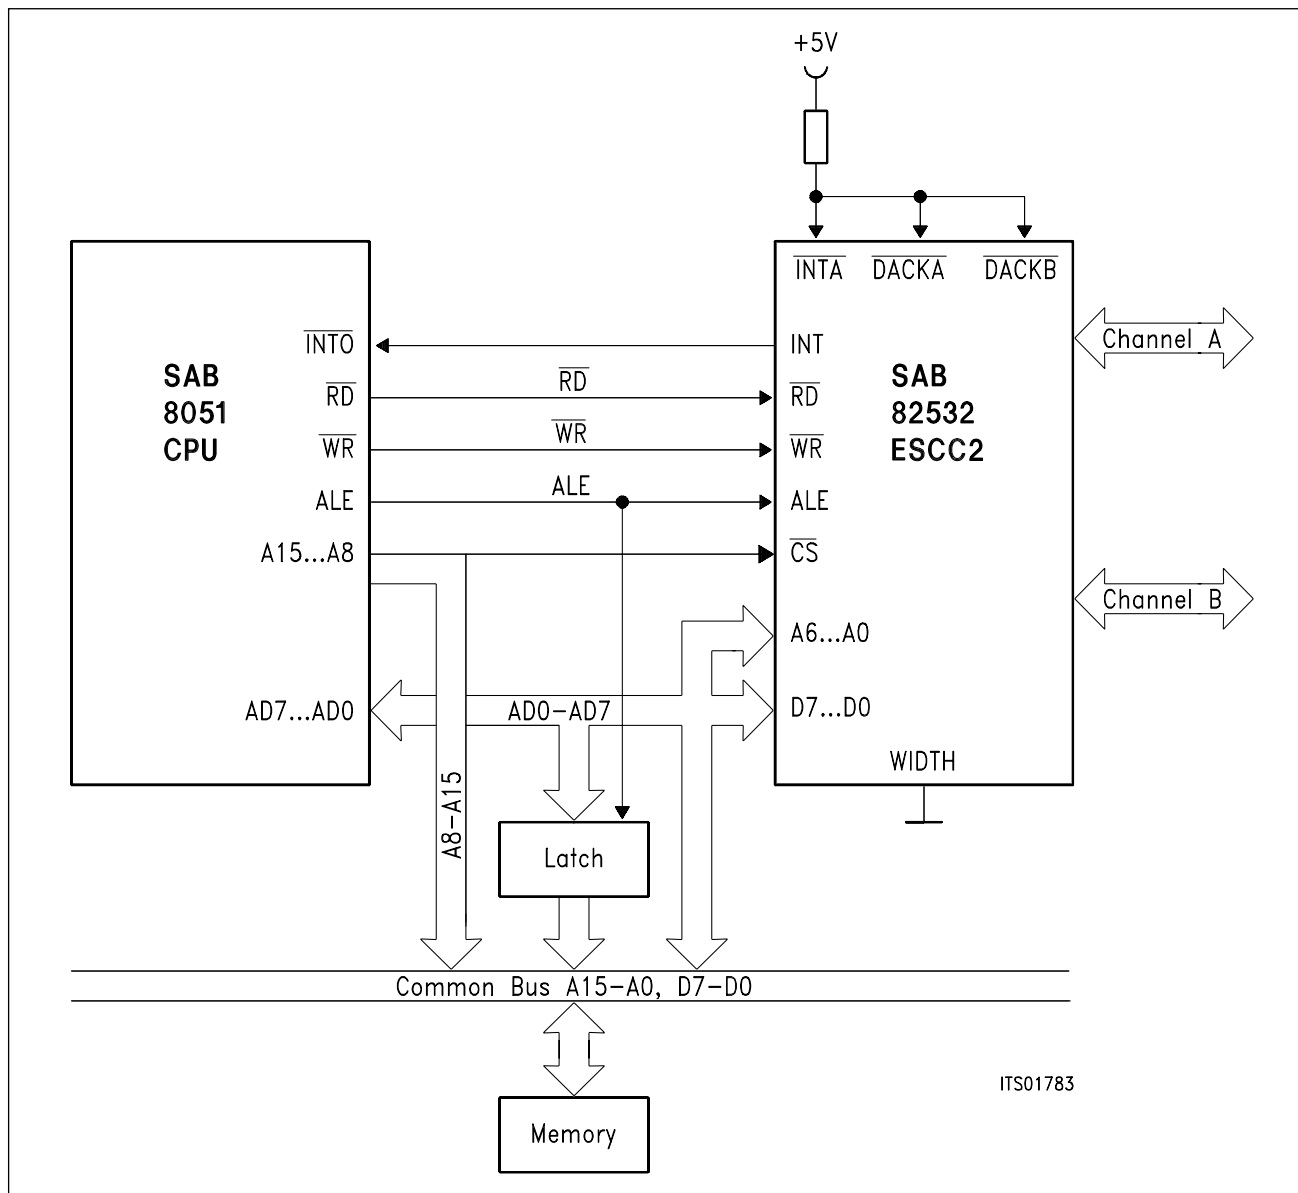 +5V
INTA DACKA DACKB
INTO INT
Channel A
SAB
8051
CPU
SAB
82532
ESCC2
RD RD RD
WR WR WR
ALE ALE ALE
A15...A8 CS
Channel B
A6...A0
AD7...AD0 AD0-AD7 D7...D0
WIDTH
A8-A15
Latch
Common Bus A15-A0, D7-D0
ITS01783
Memory